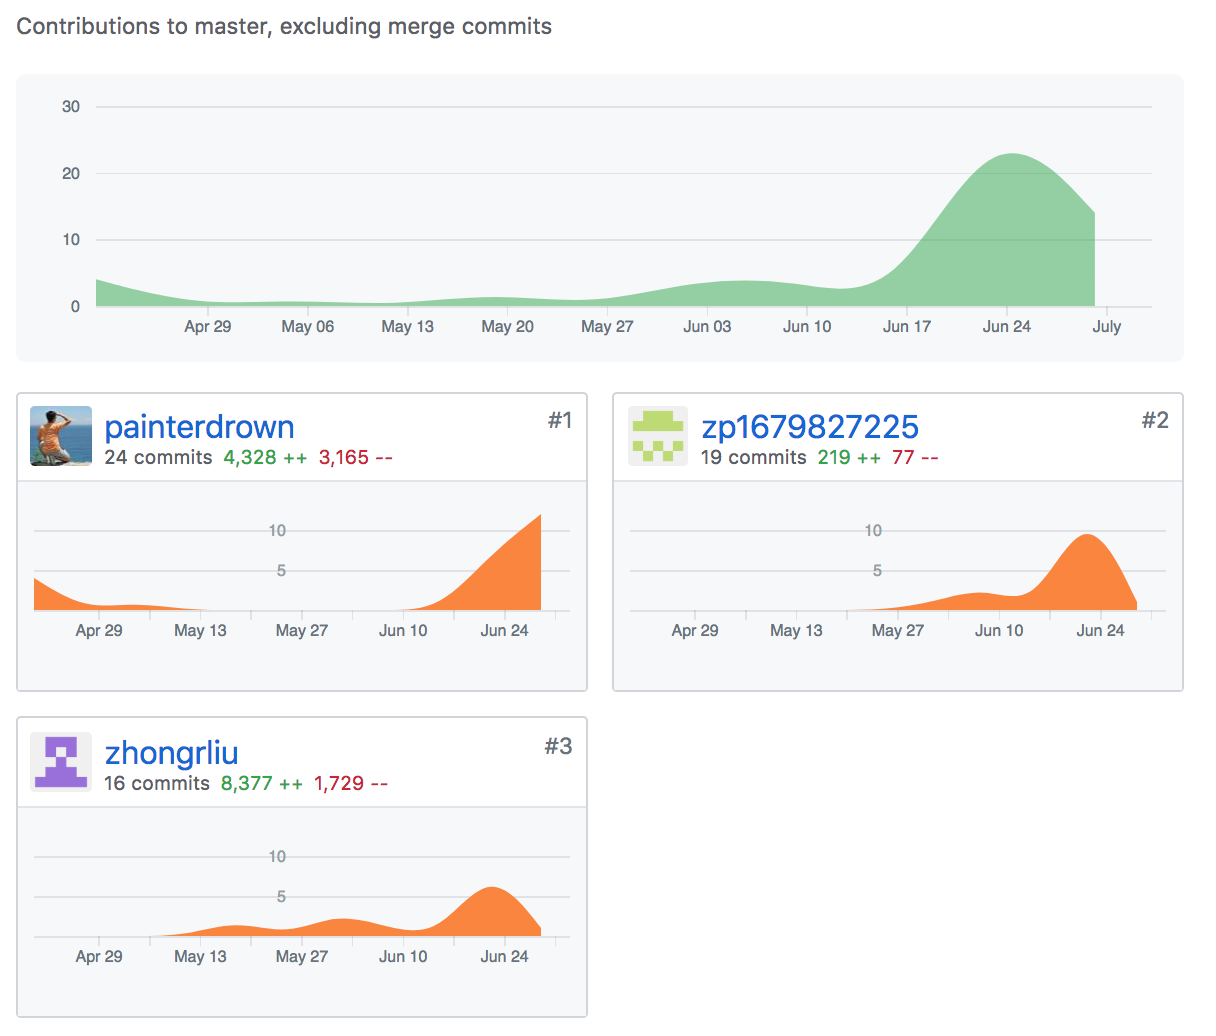 Contributions to master, excluding merge commits
30
20
10
0
Apr 29 May 06 May 13 May 20 May 27 Jun 03 Jun 10 Jun 17 Jun 24 July
painterdrown #1
24 commits 4,328 ++ 3,165 --
10
5
Apr 29 May 13 May 27 Jun 10 Jun 24
zp1679827225 #2
19 commits 219 ++ 77 --
10
5
Apr 29 May 13 May 27 Jun 10 Jun 24
zhongrliu #3
16 commits 8,377 ++ 1,729 --
10
5
Apr 29 May 13 May 27 Jun 10 Jun 24